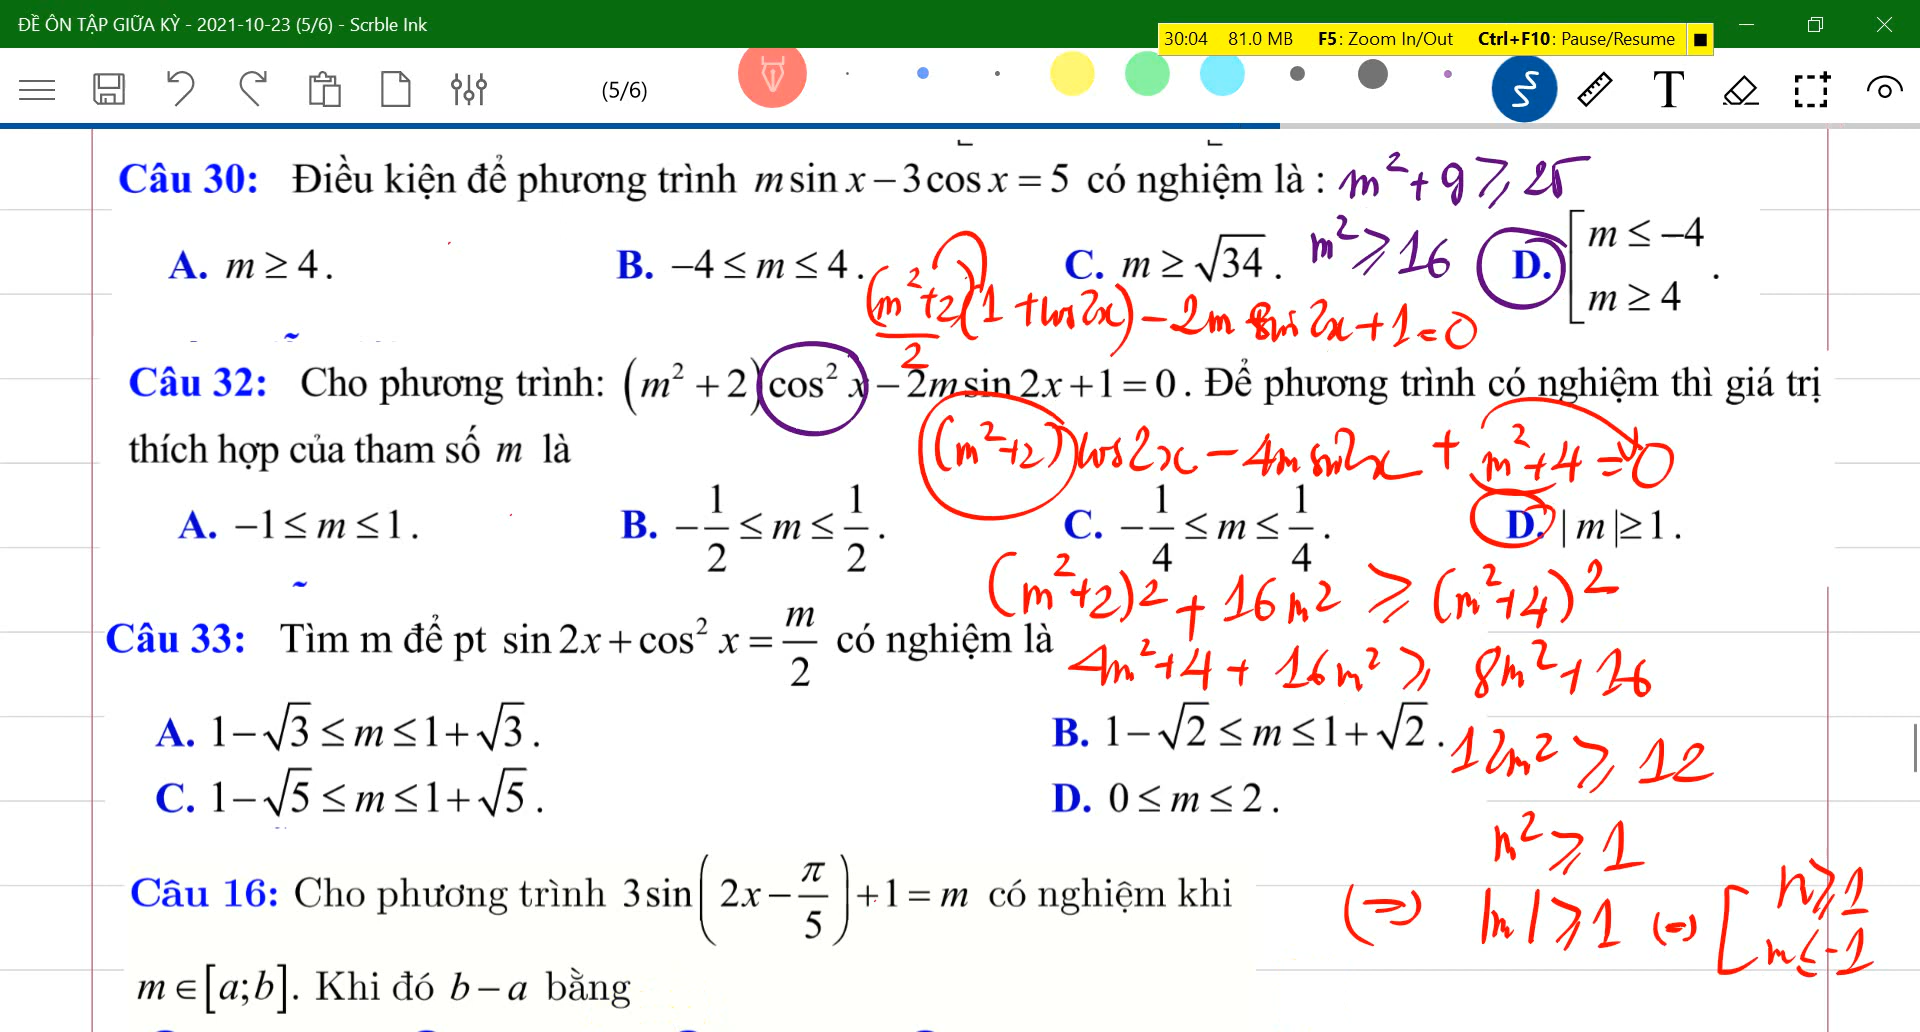 ĐỀ ÔN TẬP GIỮA KỲ - 2021-10-23 (5/6) - Scrble Ink
30:04 81.0 MB F5: Zoom In/Out Ctrl+F10: Pause/Resume
(5/6)
T
Câu 30: Điều kiện để phương trình m sin x − 3 cos x = 5 có nghiệm là : m² + 9 ⩾ 25
A. m ≥ 4. B. −4 ≤ m ≤ 4. C. m ≥ √34. m² ⩾ 16 D. [ m ≤ −4 m ≥ 4 .
(m²+2)/2 (1 + cos2x) − 2m sin 2x + 1 = 0
Câu 32: Cho phương trình: (m² + 2) cos² x − 2m sin 2x + 1 = 0. Để phương trình có nghiệm thì giá trị
thích hợp của tham số m là
(m²+2) cos2x − 4m sin2x + m² + 4 = 0
A. −1 ≤ m ≤ 1. B. −1/2 ≤ m ≤ 1/2. C. −1/4 ≤ m ≤ 1/4. D. |m| ≥ 1.
(m²+2)² + 16m² ⩾ (m²+4)²
Câu 33: Tìm m để pt sin 2x + cos² x = m/2 có nghiệm là
4m² + 4 + 16m² ⩾ 8m² + 16
A. 1 − √3 ≤ m ≤ 1 + √3. B. 1 − √2 ≤ m ≤ 1 + √2.
12m² ⩾ 12
C. 1 − √5 ≤ m ≤ 1 + √5. D. 0 ≤ m ≤ 2.
m² ⩾ 1
Câu 16: Cho phương trình 3 sin(2x − π/5) + 1 = m có nghiệm khi
(=) |m| ⩾ 1 (=) [ m ⩾ 1 m ≤ −1
m ∈ [a;b]. Khi đó b − a bằng